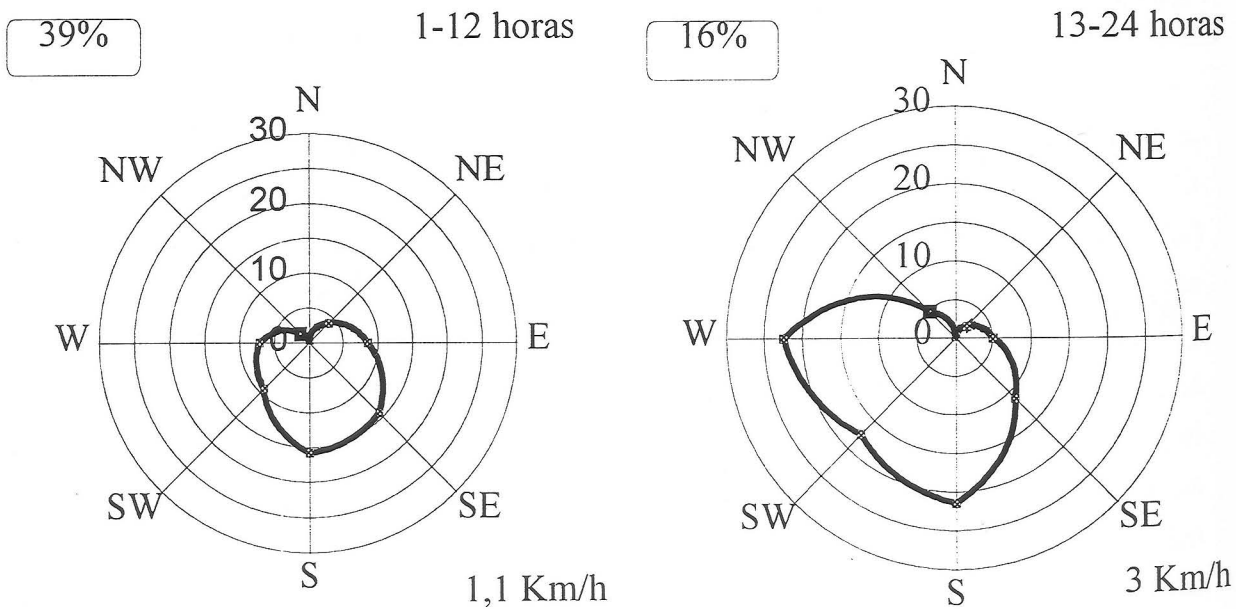 39%
1-12 horas
N
30
NW
NE
20
10
0
W
E
SW
SE
S
1,1 Km/h
16%
13-24 horas
N
30
NW
NE
20
10
0
W
E
SW
SE
S
3 Km/h